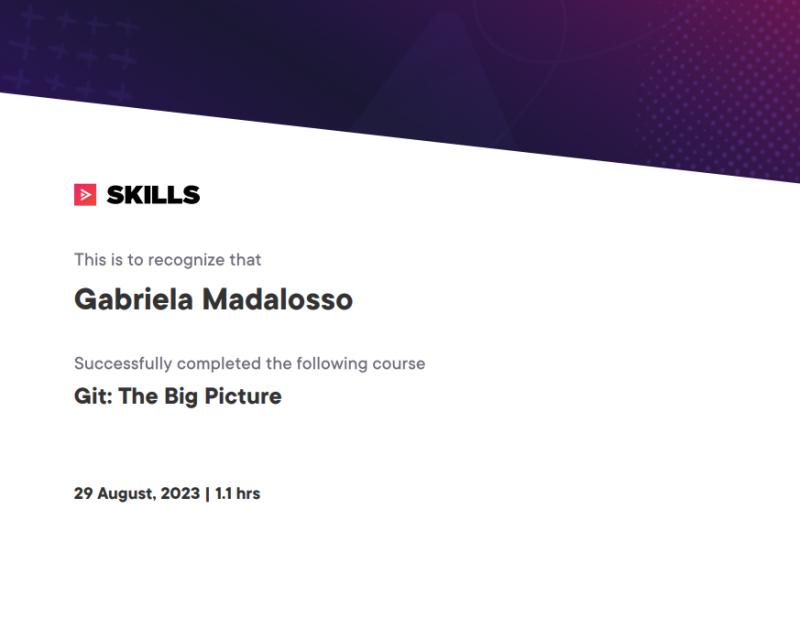 SKILLS
This is to recognize that
Gabriela Madalosso
Successfully completed the following course
Git: The Big Picture
29 August, 2023 | 1.1 hrs